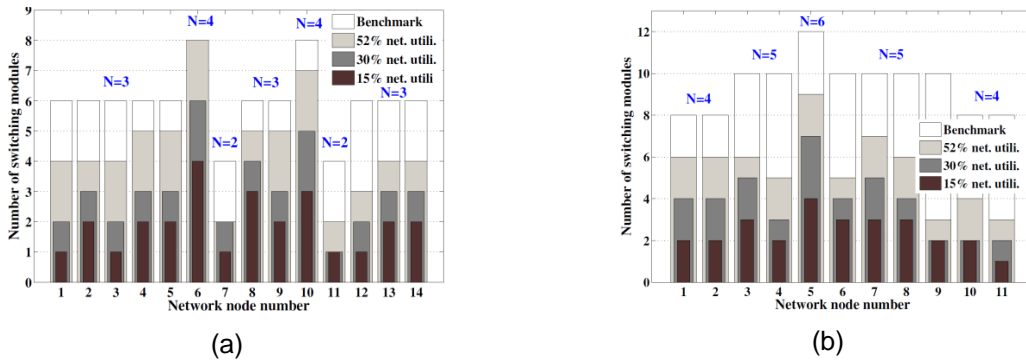 9
8
7
6
5
4
3
2
1
0
Number of switching modules
N=4
N=4
N=3
N=3
N=3
N=2
N=2
Benchmark
52% net. utili.
30% net. utili.
15% net. utili
1 2 3 4 5 6 7 8 9 10 11 12 13 14
Network node number
(a)
12
10
8
6
4
2
0
Number of switching modules
N=6
N=5
N=5
N=4
N=4
Benchmark
52% net. utili.
30% net. utili.
15% net. utili.
1 2 3 4 5 6 7 8 9 10 11
Network node number
(b)